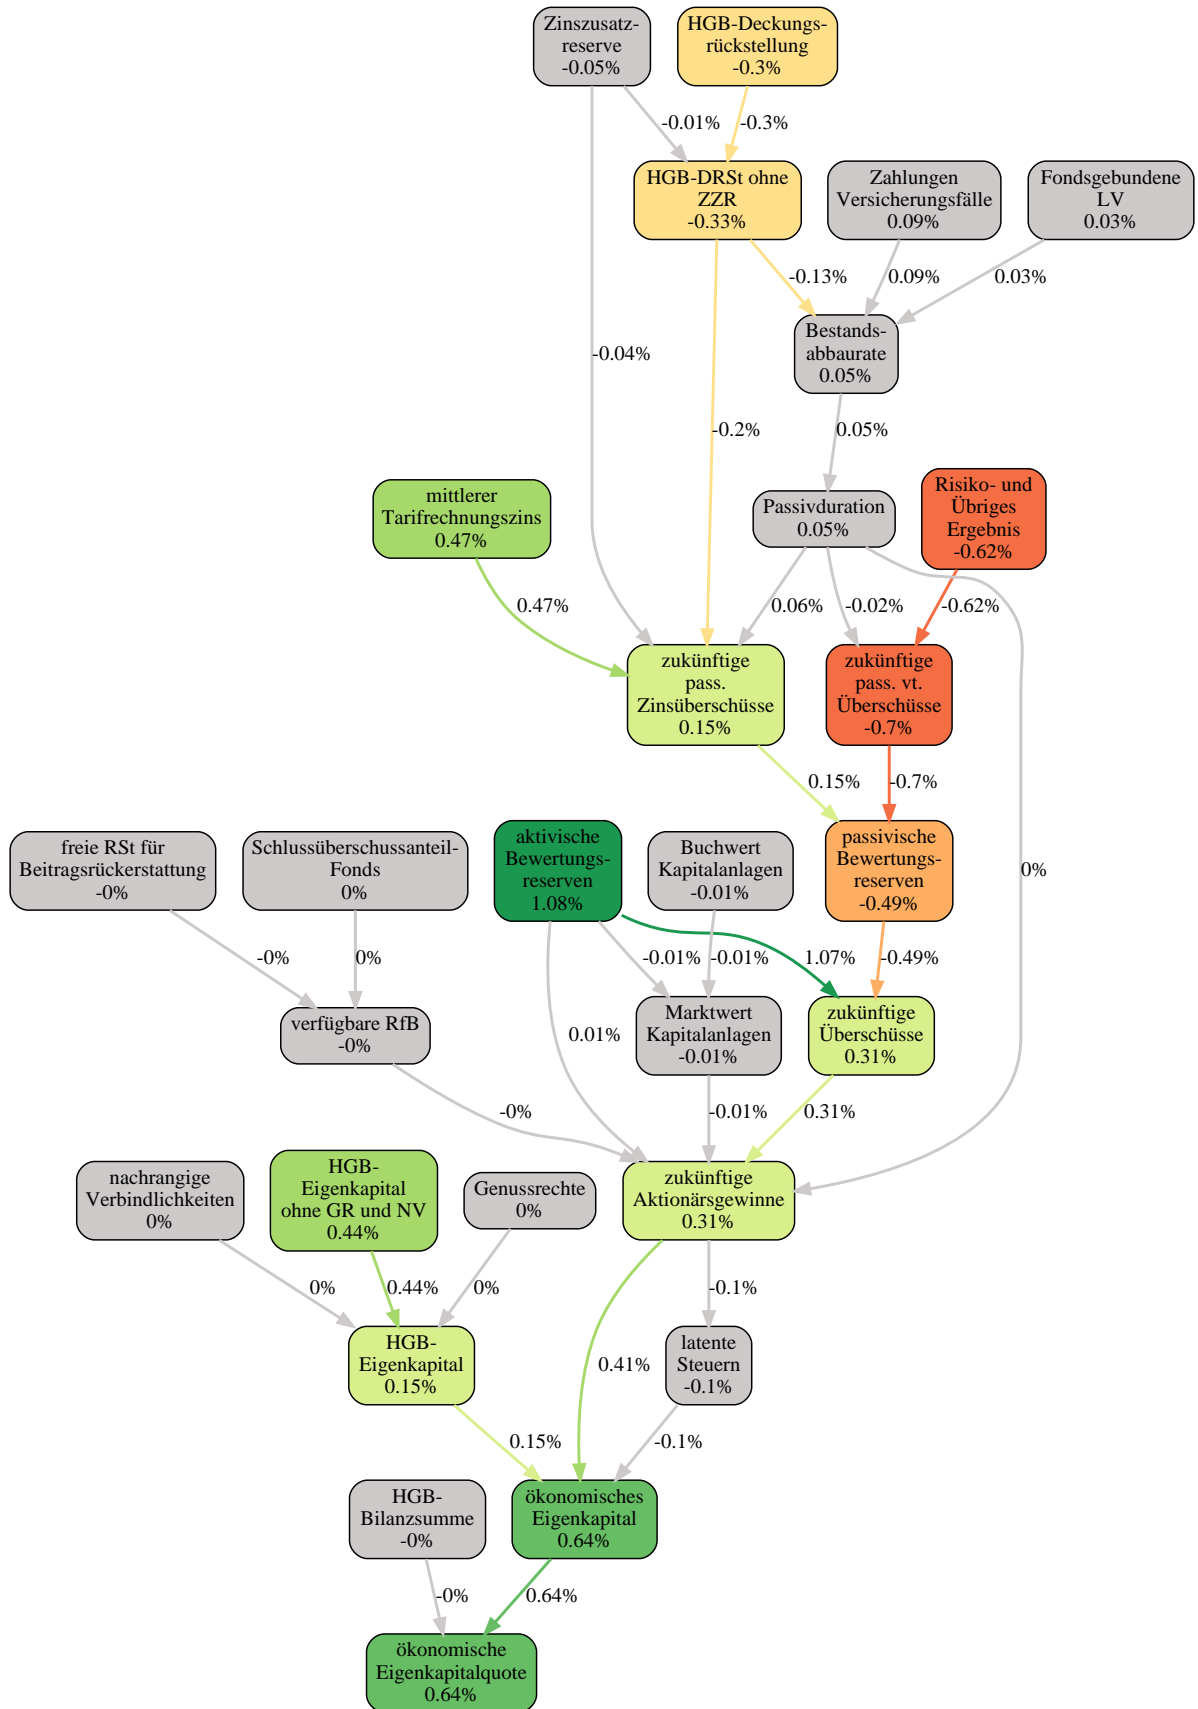 Zinszusatz-
reserve
-0.05%
HGB-Deckungs-
rückstellung
-0.3%
-0.01%
-0.3%
HGB-DRSt ohne
ZZR
-0.33%
Zahlungen
Versicherungsfälle
0.09%
Fondsgebundene
LV
0.03%
-0.13%
0.09%
0.03%
Bestands-
abbaurate
0.05%
-0.04%
-0.2%
0.05%
mittlerer
Tarifrechnungszins
0.47%
Passivduration
0.05%
Risiko- und
Übriges
Ergebnis
-0.62%
0.47%
0.06%
-0.02%
-0.62%
zukünftige
pass.
Zinsüberschüsse
0.15%
zukünftige
pass. vt.
Überschüsse
-0.7%
0.15%
-0.7%
freie RSt für
Beitragsrückerstattung
-0%
Schlussüberschussanteil-
Fonds
0%
aktivische
Bewertungs-
reserven
1.08%
Buchwert
Kapitalanlagen
-0.01%
passivische
Bewertungs-
reserven
-0.49%
0%
-0%
0%
-0.01%
-0.01%
1.07%
-0.49%
verfügbare RfB
-0%
0.01%
Marktwert
Kapitalanlagen
-0.01%
zukünftige
Überschüsse
0.31%
-0%
-0.01%
0.31%
nachrangige
Verbindlichkeiten
0%
HGB-
Eigenkapital
ohne GR und NV
0.44%
Genussrechte
0%
zukünftige
Aktionärsgewinne
0.31%
0%
0.44%
0%
-0.1%
HGB-
Eigenkapital
0.15%
0.41%
latente
Steuern
-0.1%
0.15%
-0.1%
HGB-
Bilanzsumme
-0%
ökonomisches
Eigenkapital
0.64%
-0%
0.64%
ökonomische
Eigenkapitalquote
0.64%